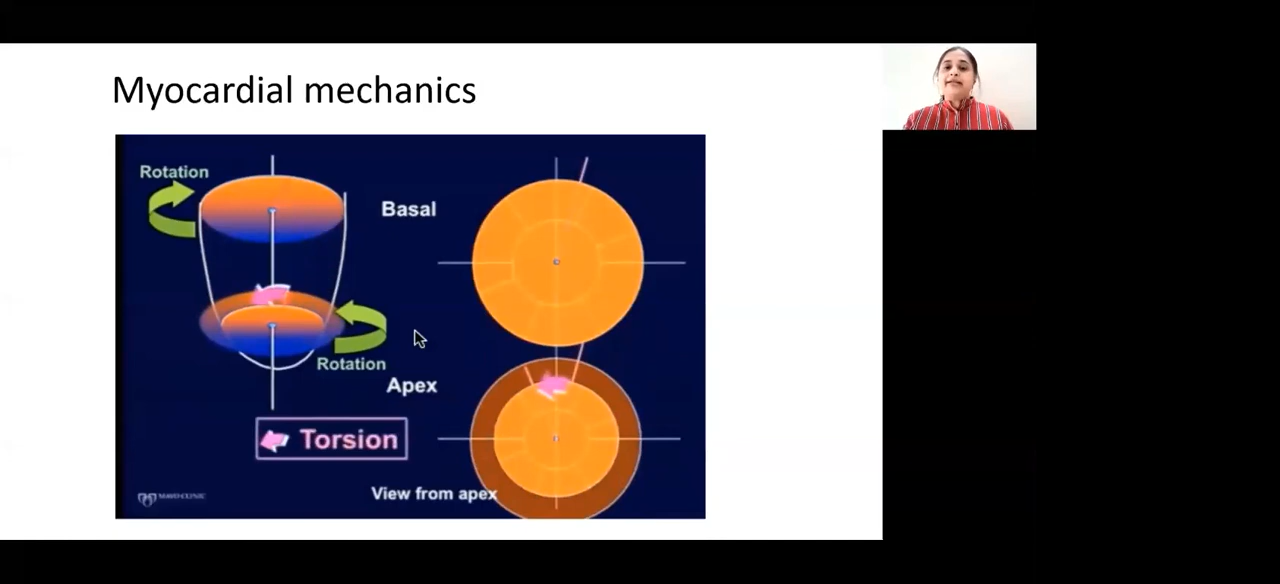 Myocardial mechanics
Rotation
Basal
Rotation
Apex
Torsion
View from apex
MAYO CLINIC